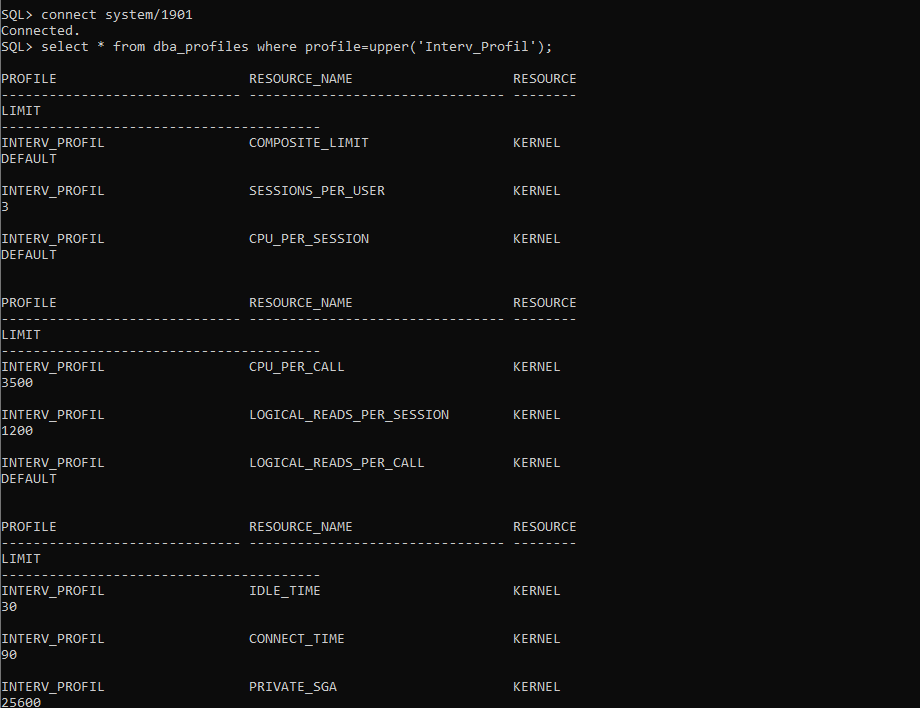 SQL> connect system/1901
Connected.
SQL> select * from dba_profiles where profile=upper('Interv_Profil');
PROFILE                        RESOURCE_NAME                    RESOURCE
------------------------------ -------------------------------- --------
LIMIT
----------------------------------------
INTERV_PROFIL                  COMPOSITE_LIMIT                  KERNEL
DEFAULT
INTERV_PROFIL                  SESSIONS_PER_USER                KERNEL
3
INTERV_PROFIL                  CPU_PER_SESSION                  KERNEL
DEFAULT
PROFILE                        RESOURCE_NAME                    RESOURCE
------------------------------ -------------------------------- --------
LIMIT
----------------------------------------
INTERV_PROFIL                  CPU_PER_CALL                     KERNEL
3500
INTERV_PROFIL                  LOGICAL_READS_PER_SESSION        KERNEL
1200
INTERV_PROFIL                  LOGICAL_READS_PER_CALL           KERNEL
DEFAULT
PROFILE                        RESOURCE_NAME                    RESOURCE
------------------------------ -------------------------------- --------
LIMIT
----------------------------------------
INTERV_PROFIL                  IDLE_TIME                        KERNEL
30
INTERV_PROFIL                  CONNECT_TIME                     KERNEL
90
INTERV_PROFIL                  PRIVATE_SGA                      KERNEL
25600